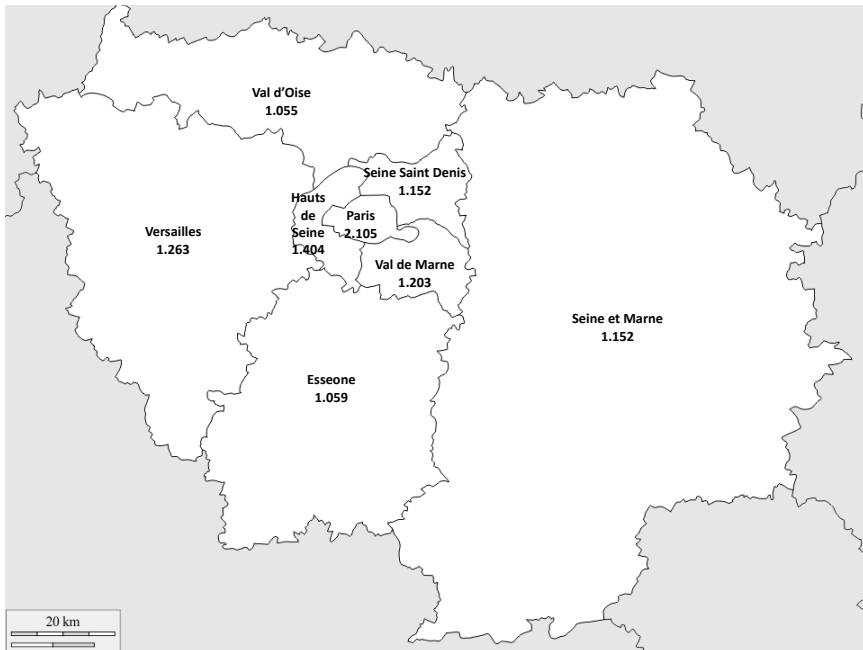 Val d'Oise
1.055
Seine Saint Denis
1.152
Hauts
de
Seine
1.404
Paris
2.105
Versailles
1.263
Val de Marne
1.203
Seine et Marne
1.152
Esseone
1.059
20 km